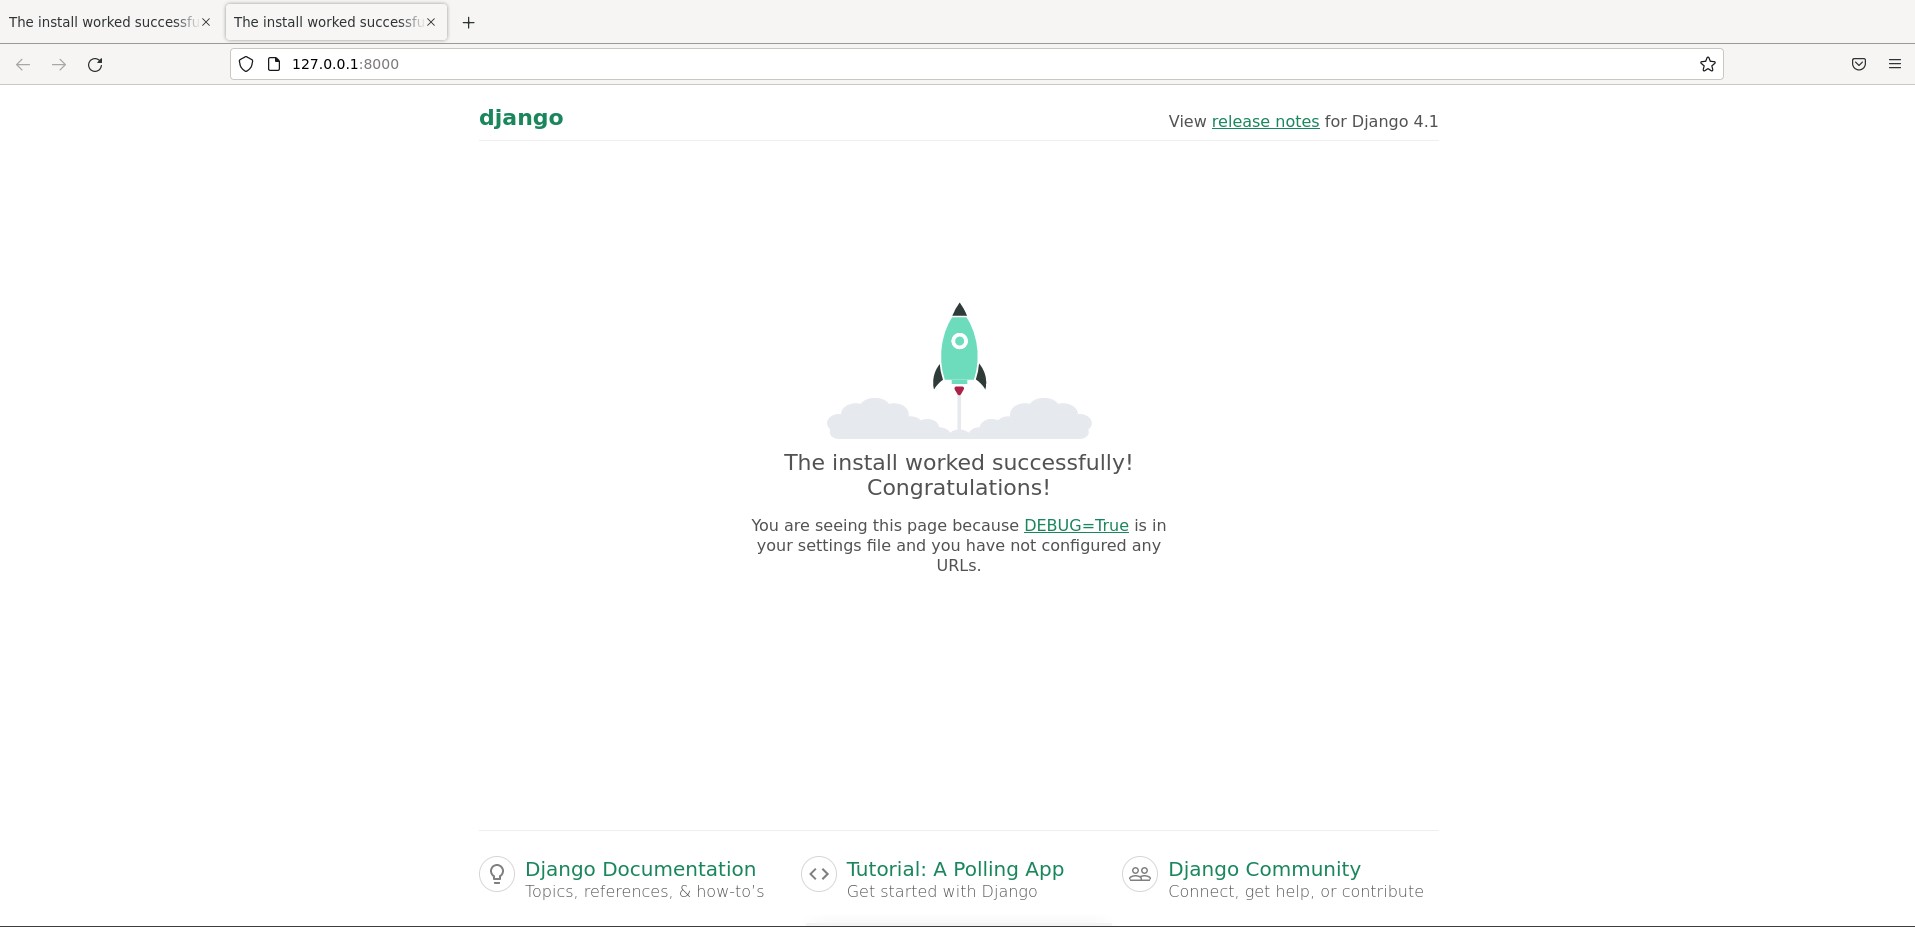 The install worked successfu
The install worked successfu
127.0.0.1:8000
django
View release notes for Django 4.1
The install worked successfully!
Congratulations!
You are seeing this page because DEBUG=True is in
your settings file and you have not configured any
URLs.
Django Documentation
Topics, references, & how-to's
Tutorial: A Polling App
Get started with Django
Django Community
Connect, get help, or contribute